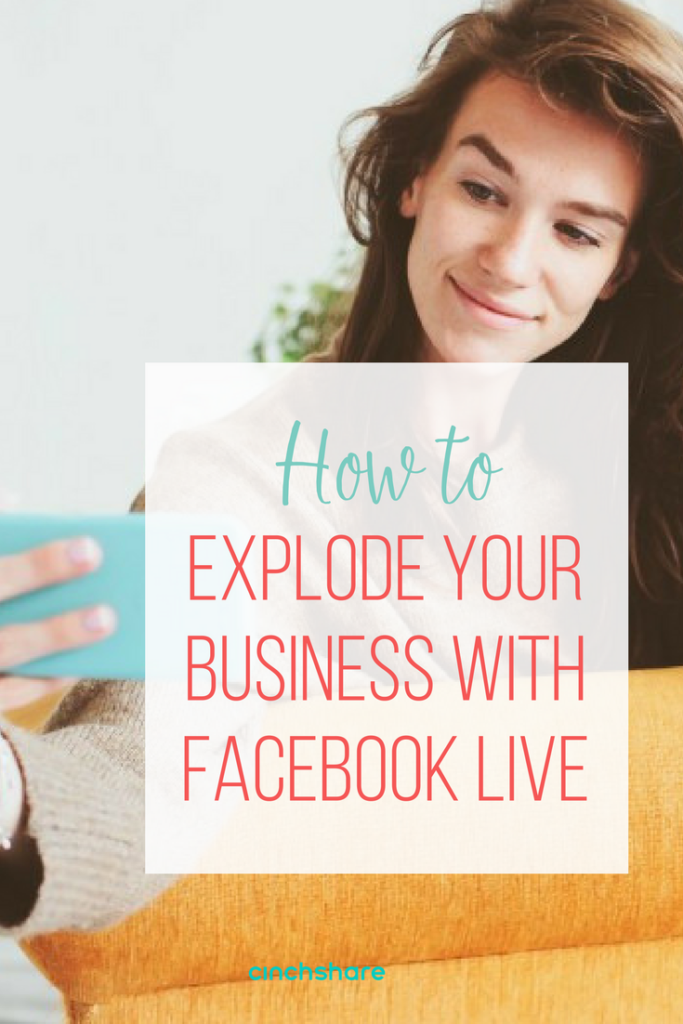 How to
EXPLODE YOUR
BUSINESS WITH
FACEBOOK LIVE
cinchshare